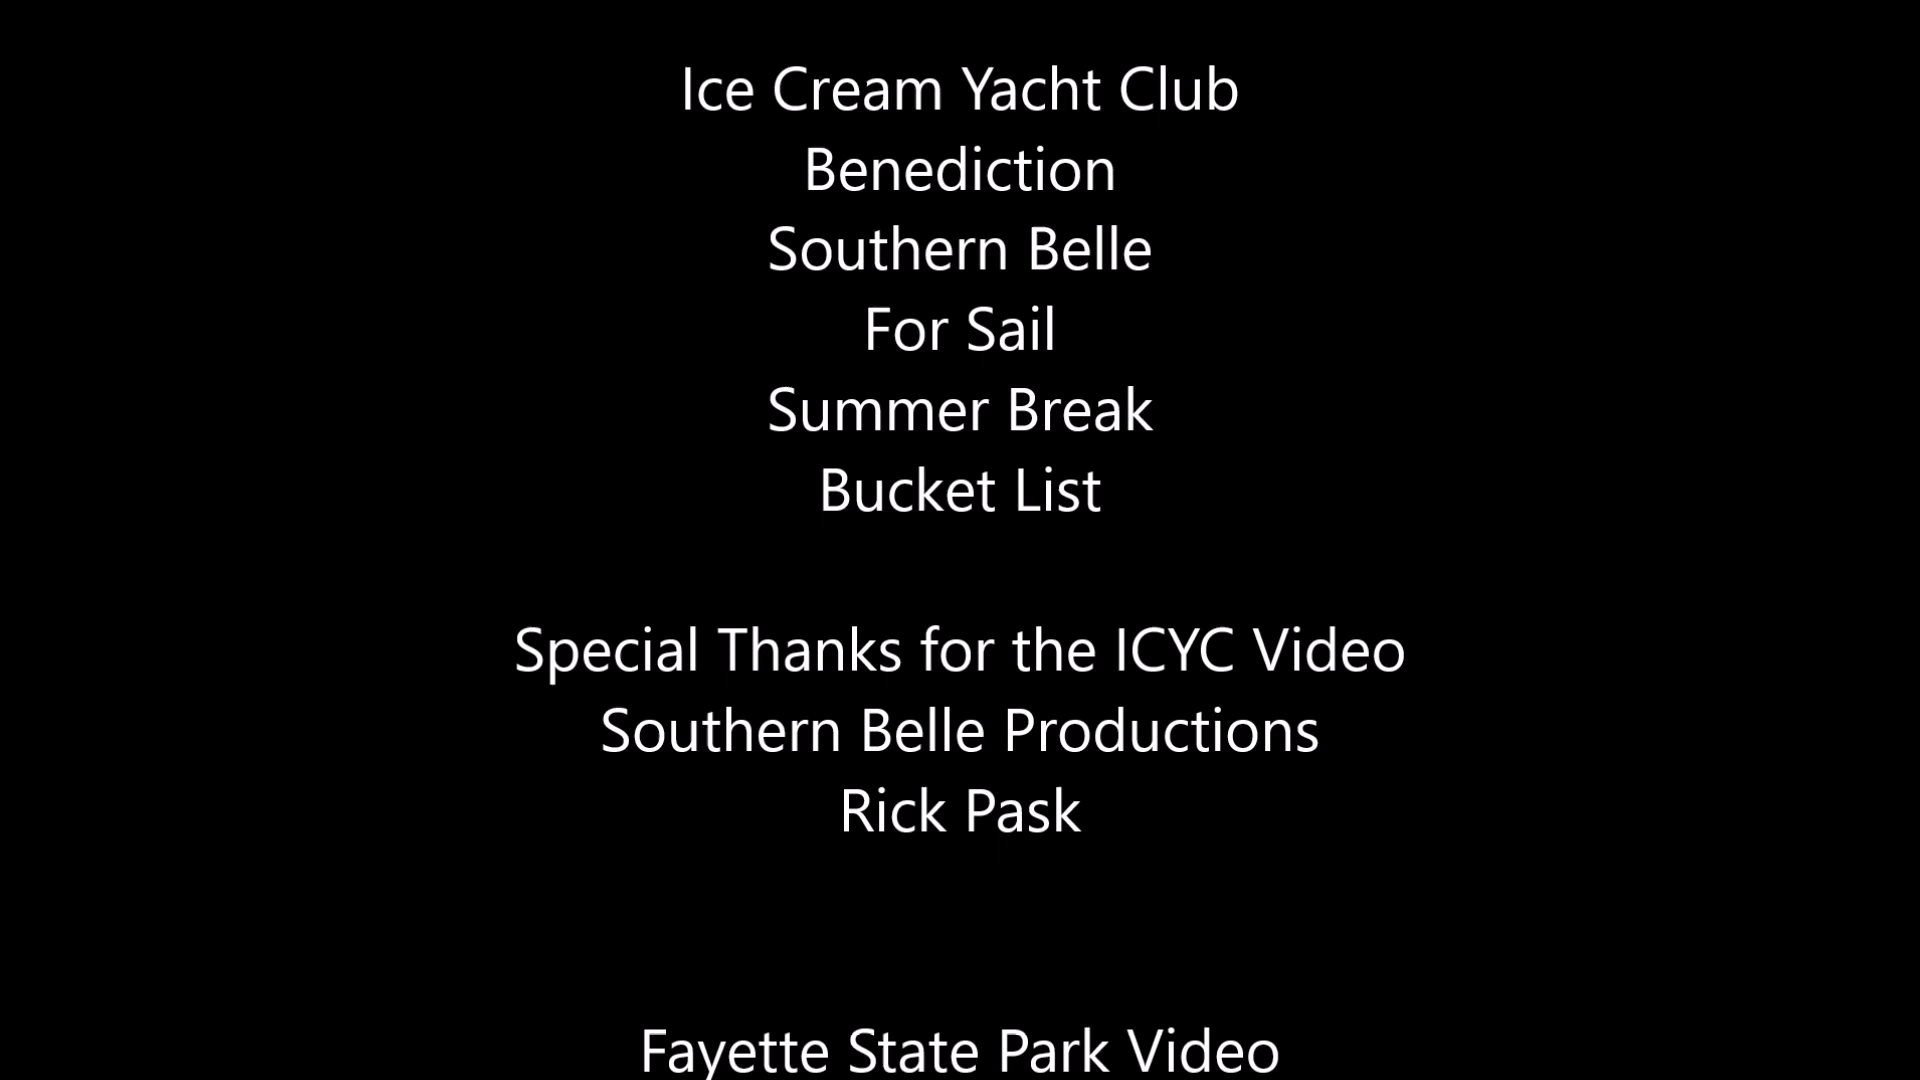 Ice Cream Yacht Club
Benediction
Southern Belle
For Sail
Summer Break
Bucket List
Special Thanks for the ICYC Video
Southern Belle Productions
Rick Pask
Fayette State Park Video